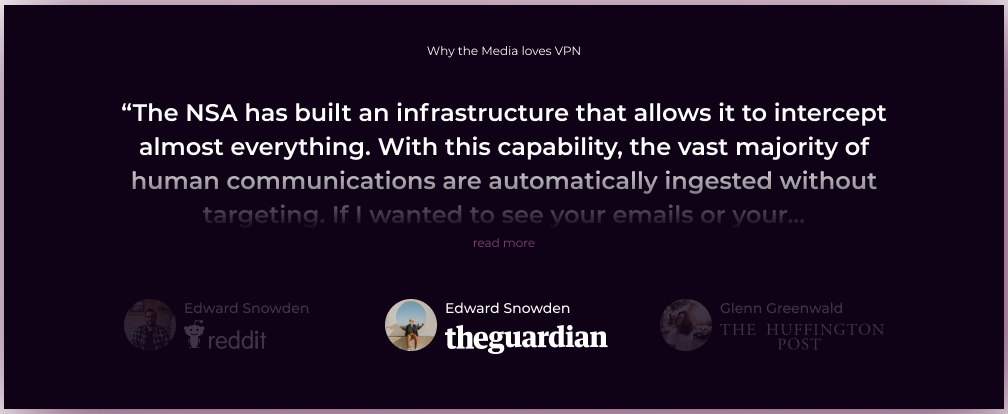 Why the Media loves VPN
“The NSA has built an infrastructure that allows it to intercept
almost everything. With this capability, the vast majority of
human communications are automatically ingested without
targeting. If I wanted to see your emails or your...
read more
Edward Snowden
reddit
Edward Snowden
theguardian
Glenn Greenwald
THE HUFFINGTON
POST